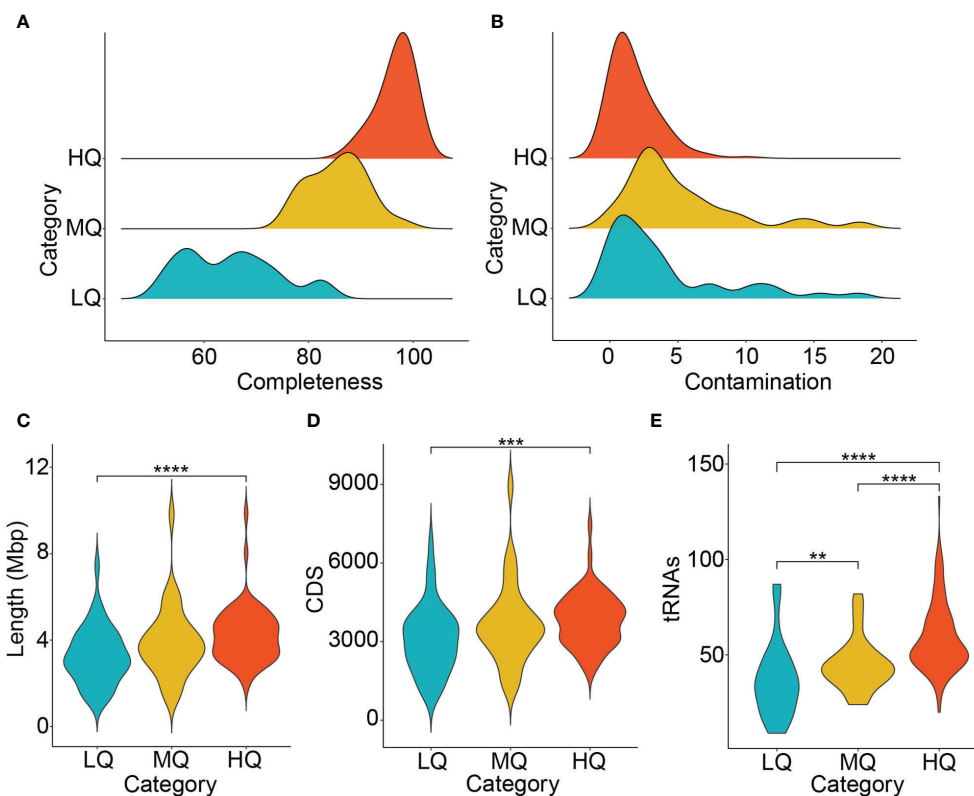 A
B
HQ
MQ
LQ
Category
60
80
100
Completeness
HQ
MQ
LQ
Category
0
5
10
15
20
Contamination
C
D
E
****
12
8
4
0
Length (Mbp)
LQ
MQ
HQ
Category
***
9000
6000
3000
0
CDS
LQ
MQ
HQ
Category
****
****
**
150
100
50
tRNAs
LQ
MQ
HQ
Category